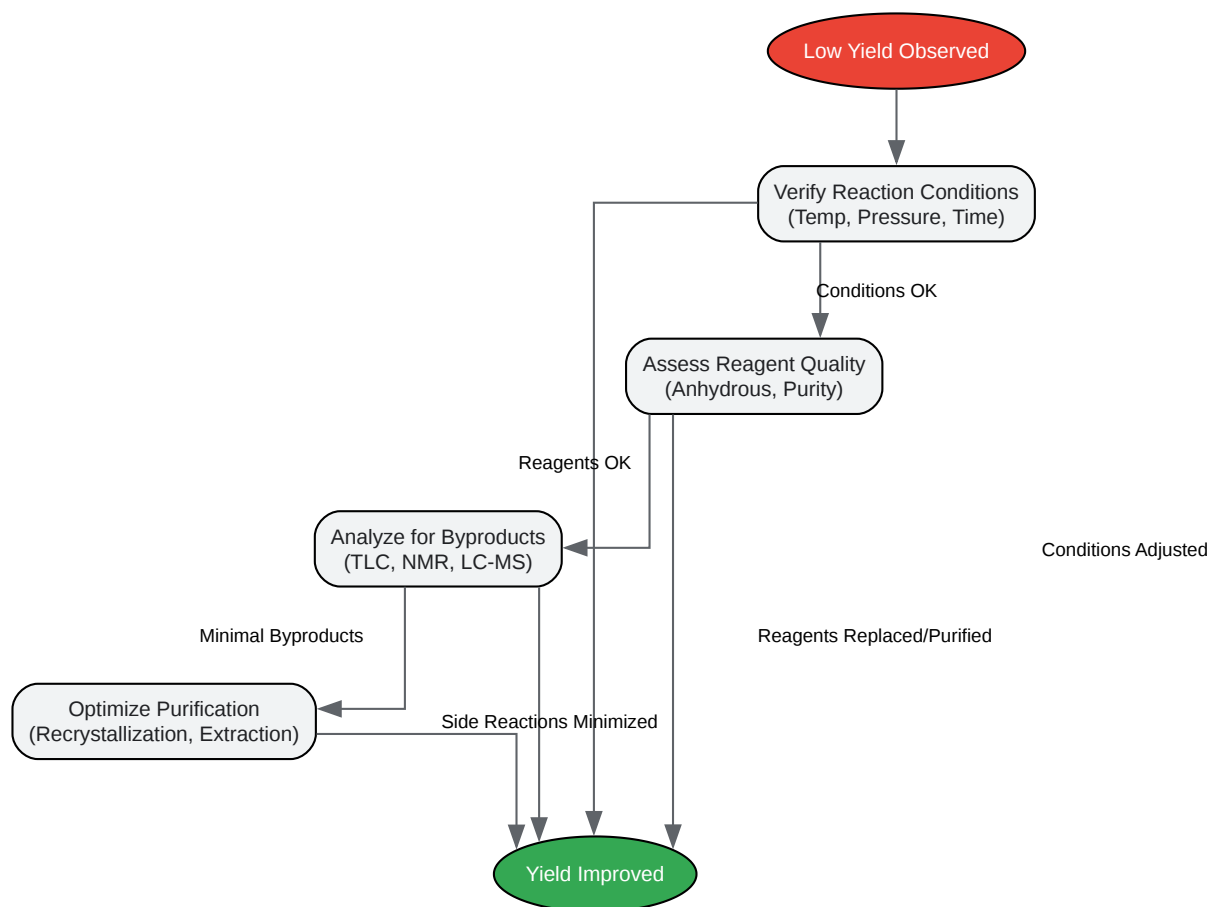 Low Yield Observed
Verify Reaction Conditions
(Temp, Pressure, Time)
Conditions OK
Assess Reagent Quality
(Anhydrous, Purity)
Reagents OK
Analyze for Byproducts
(TLC, NMR, LC-MS)
Conditions Adjusted
Minimal Byproducts
Reagents Replaced/Purified
Optimize Purification
(Recrystallization, Extraction)
Side Reactions Minimized
Yield Improved